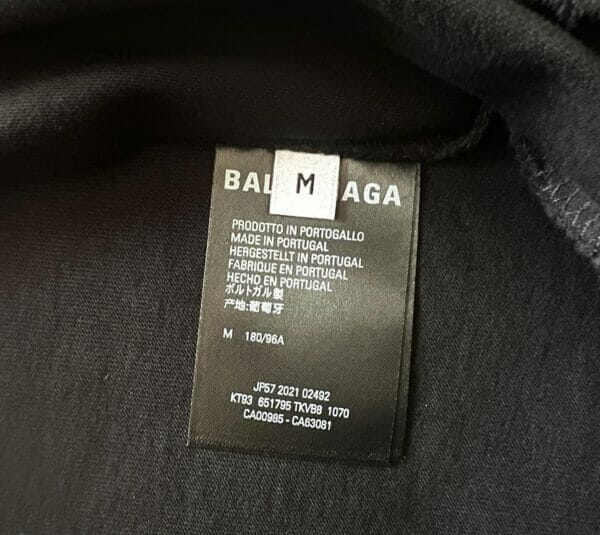 BAL M AGA
PRODOTTO IN PORTOGALLO
MADE IN PORTUGAL
HERGESTELLT IN PORTUGAL
FABRIQUE EN PORTUGAL
HECHO EN PORTUGAL
ポルトガル製
产地:葡萄牙
M 180/96A
JP57 2021 02492
KT93 651795 TKVB8 1070
CA00985 - CA63081